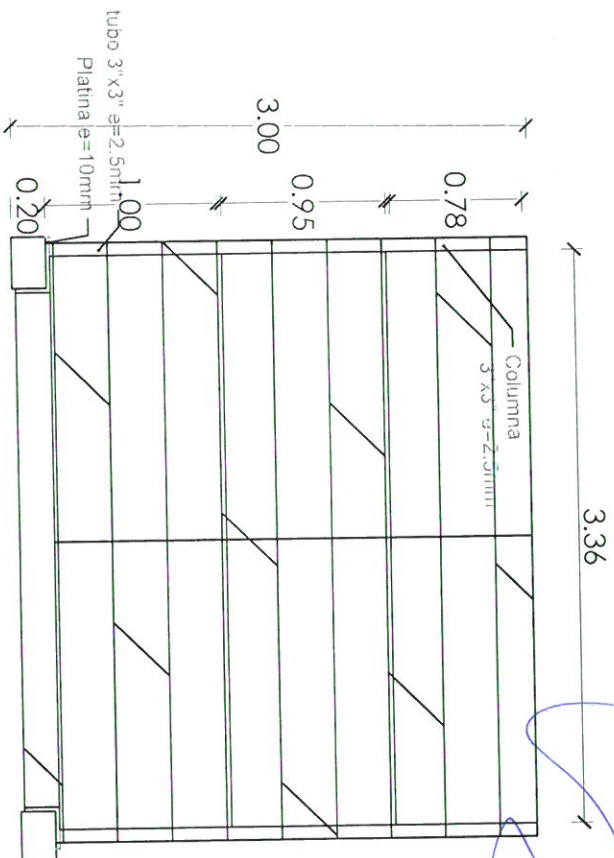 3.36
Columna
3"x3" e=2.5mm
3.00
0.78
0.95
1.00
0.20
tubo 3"x3" e=2.5mm
Platina e=10mm